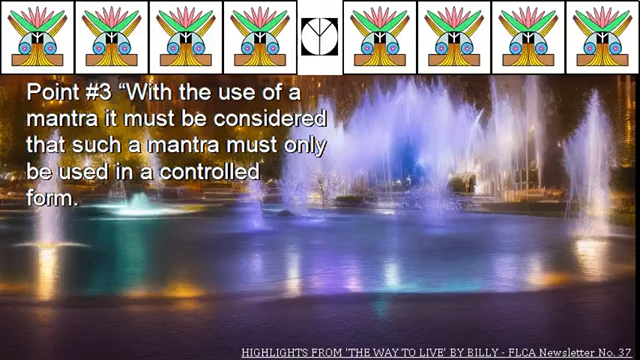 Point #3 “With the use of a
mantra it must be considered
that such a mantra must only
be used in a controlled
form.
HIGHLIGHTS FROM 'THE WAY TO LIVE' BY BILLY - FLCA Newsletter No. 37